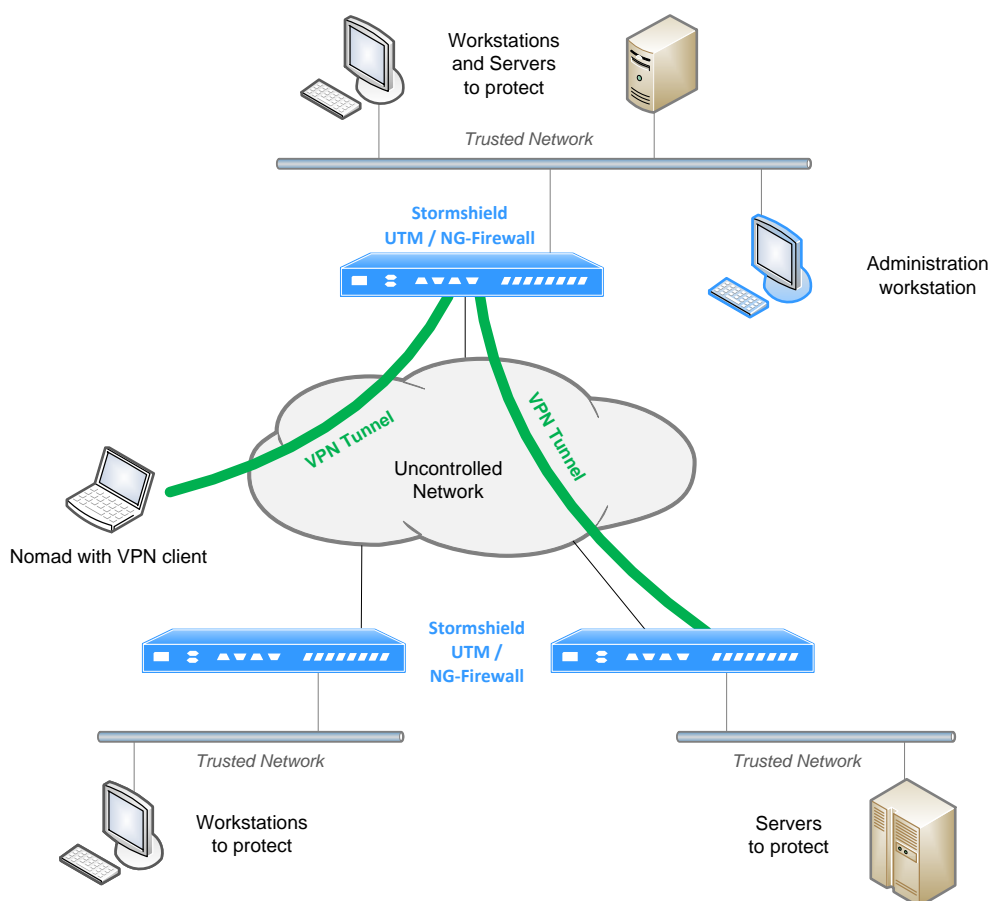 Workstations
and Servers
to protect
Trusted Network
Stormshield
UTM / NG-Firewall
Administration
workstation
VPN Tunnel
VPN Tunnel
Uncontrolled
Network
Nomad with VPN client
Stormshield
UTM /
NG-Firewall
Trusted Network
Trusted Network
Workstations
to protect
Servers
to protect